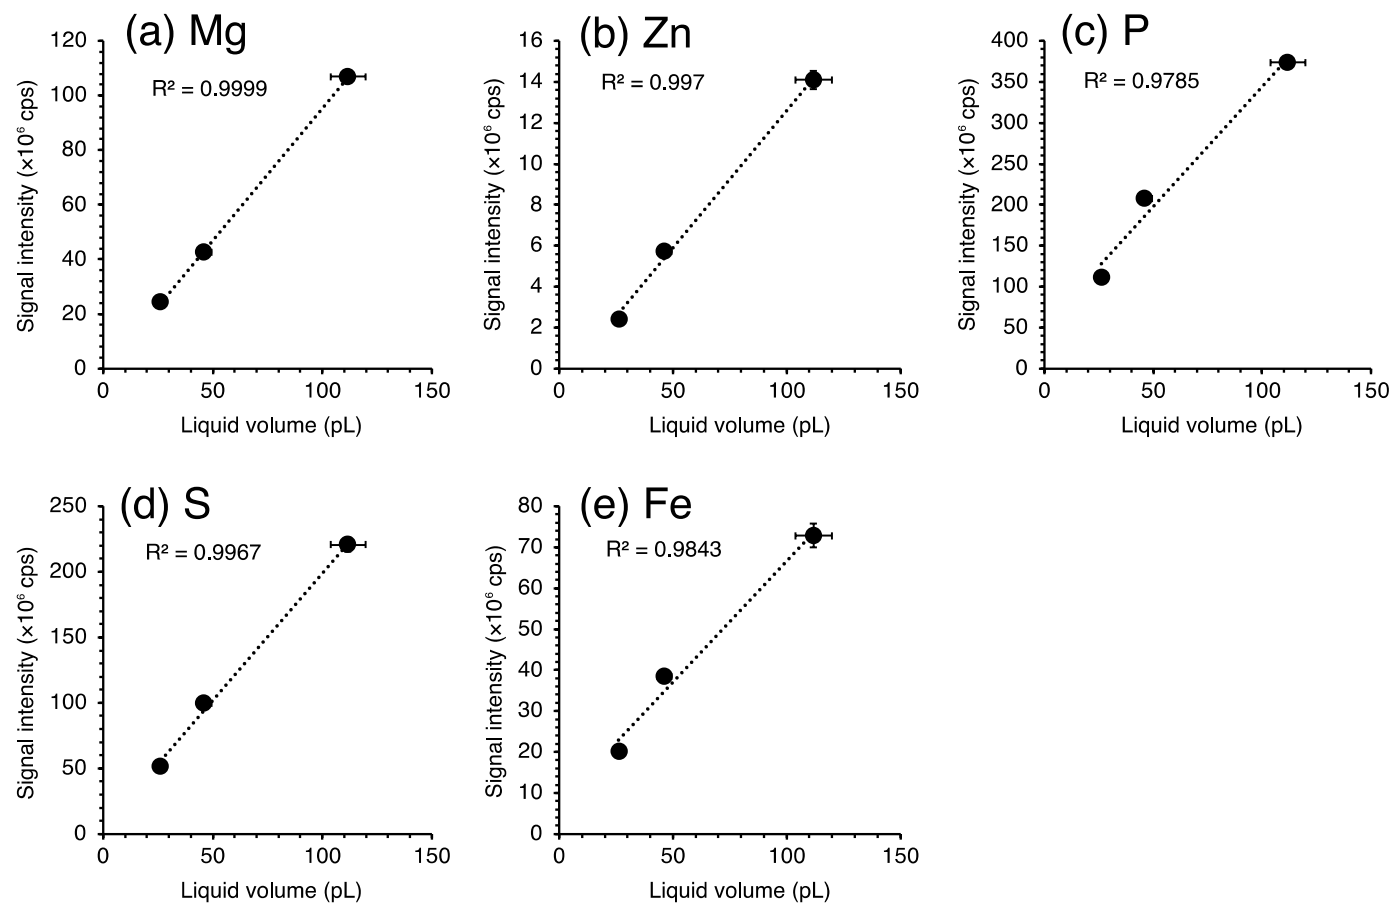 (a) Mg
R² = 0.9999
Signal intensity (×10⁶ cps)
120
100
80
60
40
20
0
0 50 100 150
Liquid volume (pL)
(b) Zn
R² = 0.997
Signal intensity (×10⁶ cps)
16
14
12
10
8
6
4
2
0
0 50 100 150
Liquid volume (pL)
(c) P
R² = 0.9785
Signal intensity (×10⁶ cps)
400
350
300
250
200
150
100
50
0
0 50 100 150
Liquid volume (pL)
(d) S
R² = 0.9967
Signal intensity (×10⁶ cps)
250
200
150
100
50
0
0 50 100 150
Liquid volume (pL)
(e) Fe
R² = 0.9843
Signal intensity (×10⁶ cps)
80
70
60
50
40
30
20
10
0
0 50 100 150
Liquid volume (pL)